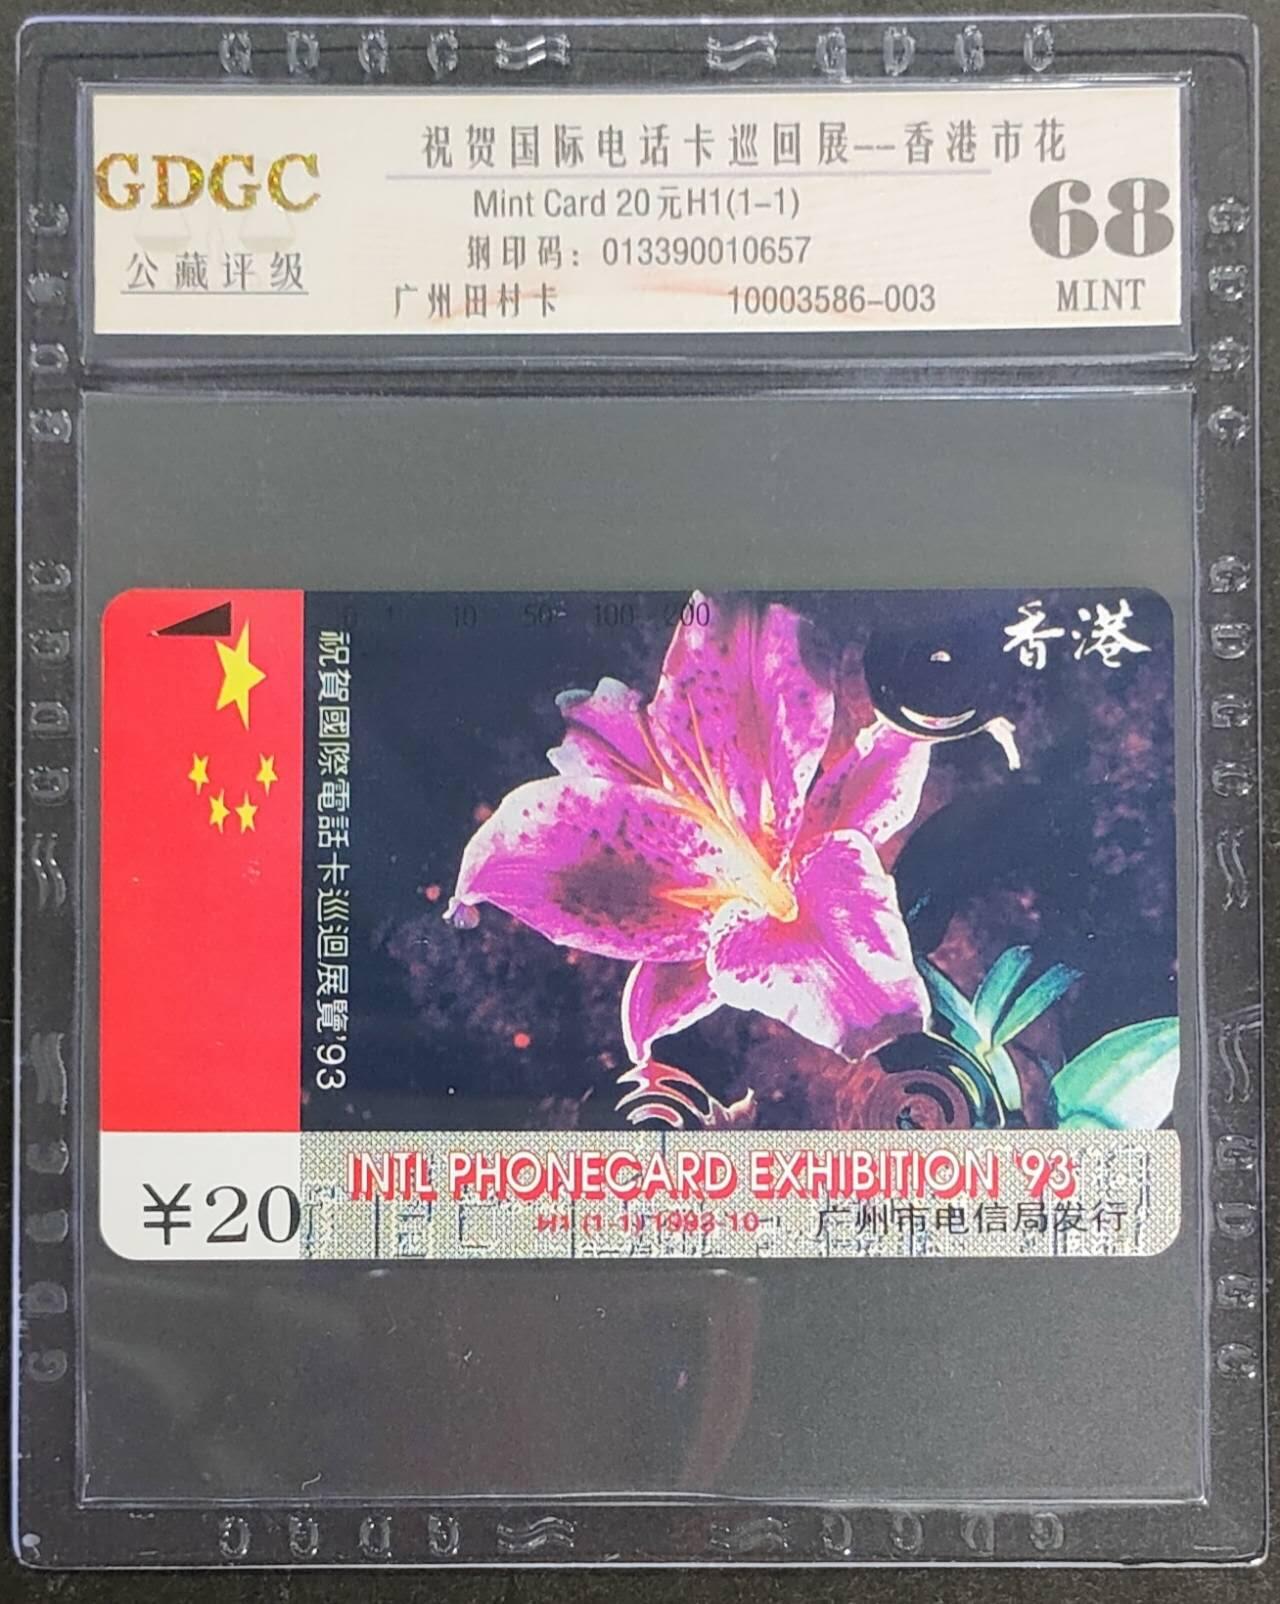 GDGC
公藏评级
祝贺国际电话卡巡回展--香港市花
Mint Card 20元H1(1-1)
钢印码：013390010657
广州田村卡 10003586-003
68
MINT
0 1 10 50 100 200
香港
祝賀國際電話卡巡迴展覽'93
INTL PHONECARD EXHIBITION '93
¥20
H1 (1-1) 1993-10
广州市电信局发行